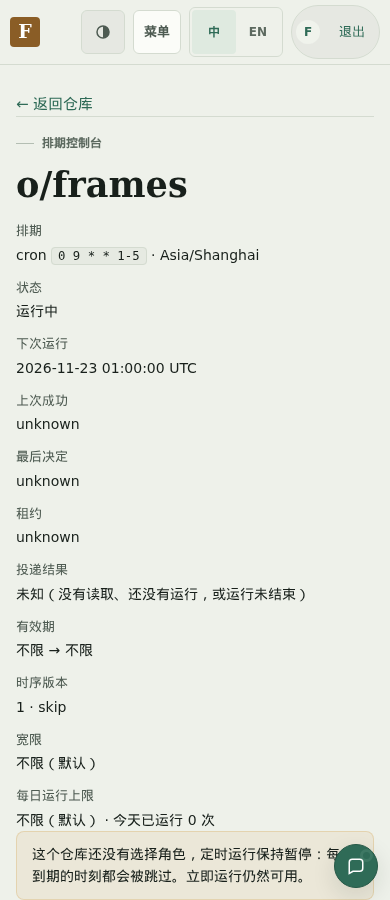 F
菜单
中
EN
F
退出
← 返回仓库
排期控制台
o/frames
排期
cron 0 9 * * 1-5 · Asia/Shanghai
状态
运行中
下次运行
2026-11-23 01:00:00 UTC
上次成功
unknown
最后决定
unknown
租约
unknown
投递结果
未知（没有读取、还没有运行，或运行未结束）
有效期
不限 → 不限
时序版本
1 · skip
宽限
不限（默认）
每日运行上限
不限（默认） · 今天已运行 0 次
这个仓库还没有选择角色，定时运行保持暂停：每
到期的时刻都会被跳过。立即运行仍然可用。